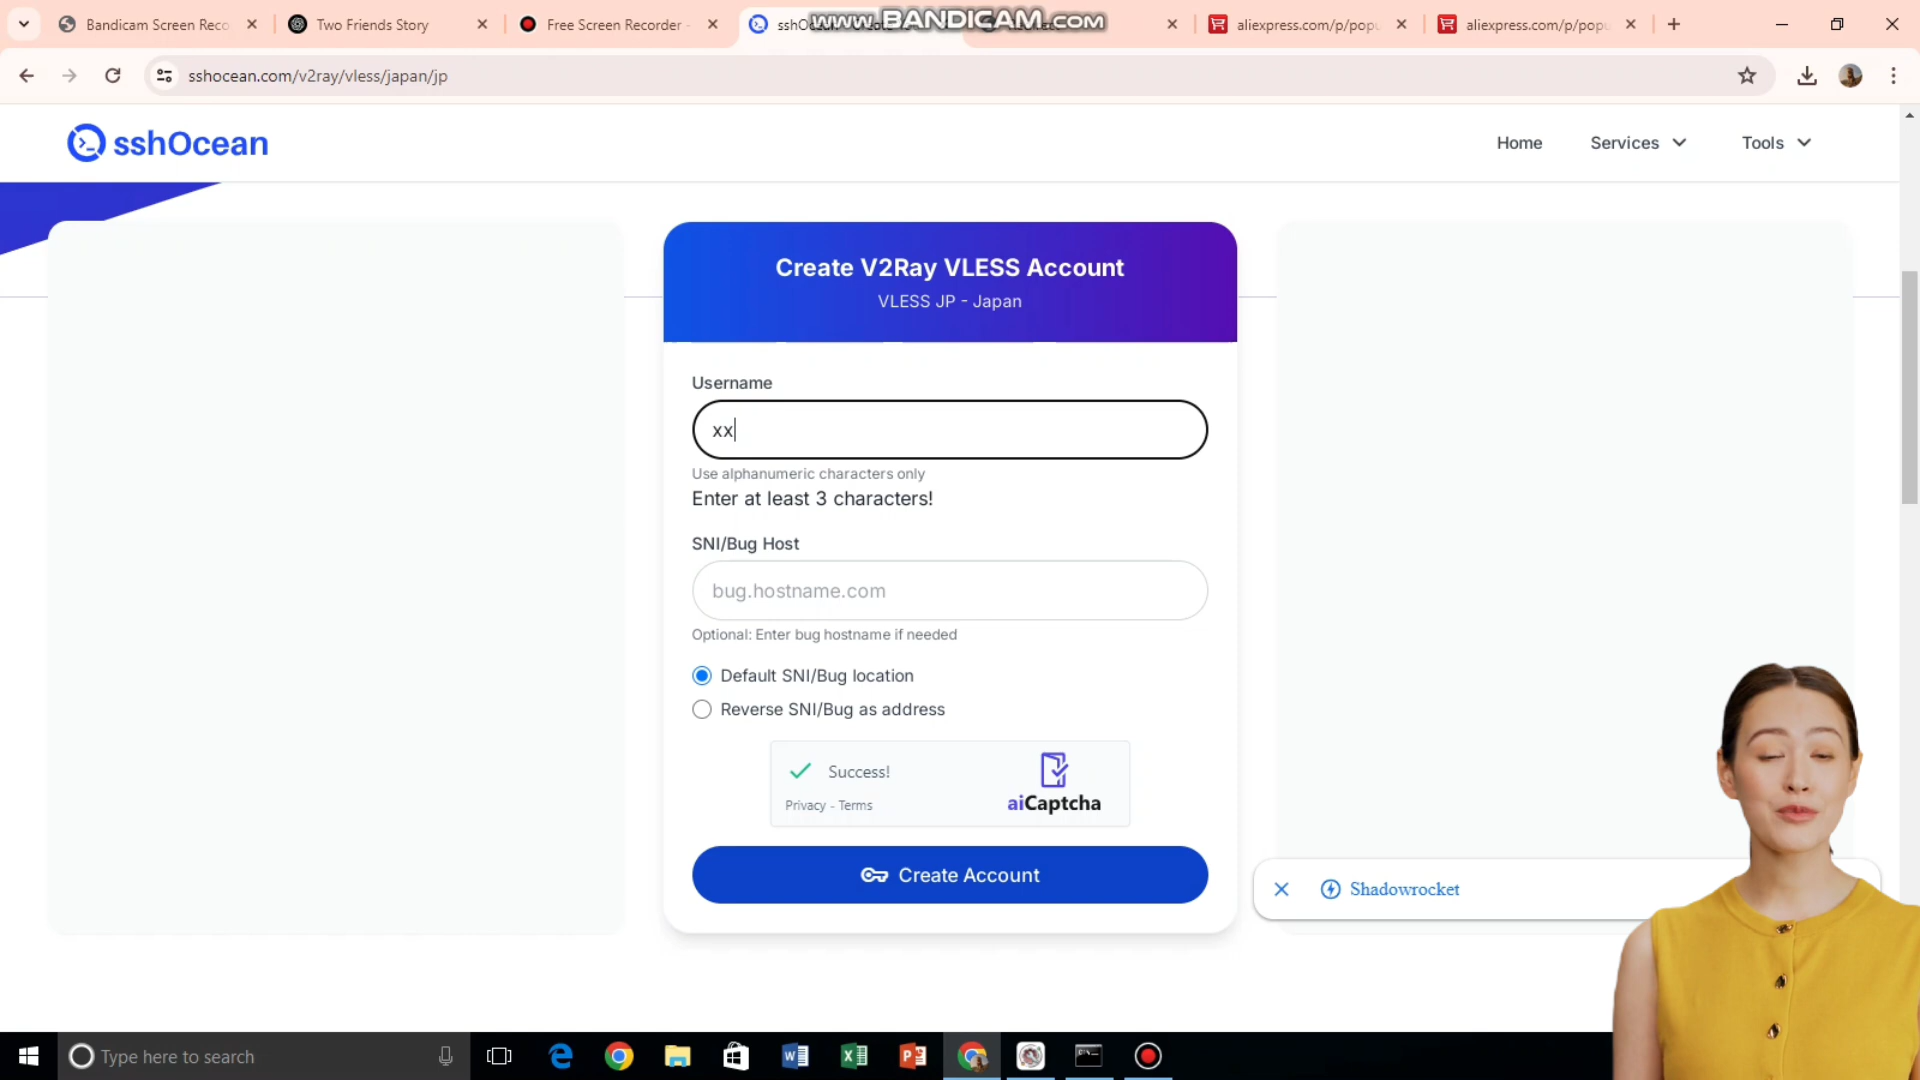 Bandicam Screen Reco
Two Friends Story
Free Screen Recorder -
www.BANDICAM.com
aliexpress.com/p/popu
aliexpress.com/p/popu
sshocean.com/v2ray/vless/japan/jp
sshOcean
Home
Services
Tools
Create V2Ray VLESS Account
VLESS JP - Japan
Username
xx
Use alphanumeric characters only
Enter at least 3 characters!
SNI/Bug Host
bug.hostname.com
Optional: Enter bug hostname if needed
Default SNI/Bug location
Reverse SNI/Bug as address
Success!
Privacy - Terms
aiCaptcha
Create Account
Shadowrocket
Type here to search